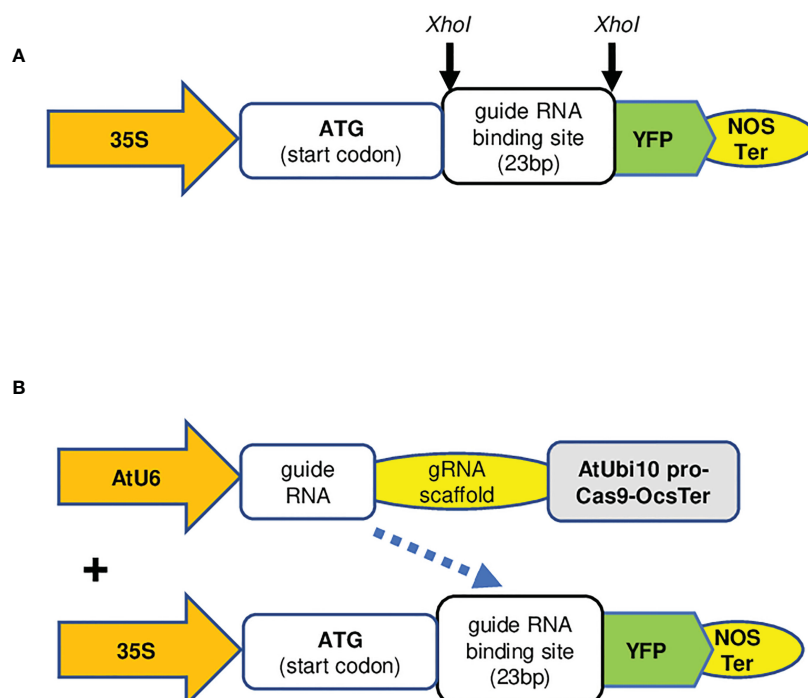 A
XhoI XhoI
35S
ATG
(start codon)
guide RNA
binding site
(23bp)
YFP
NOS
Ter
B
AtU6
guide
RNA
gRNA
scaffold
AtUbi10 pro-
Cas9-OcsTer
+
35S
ATG
(start codon)
guide RNA
binding site
(23bp)
YFP
NOS
Ter